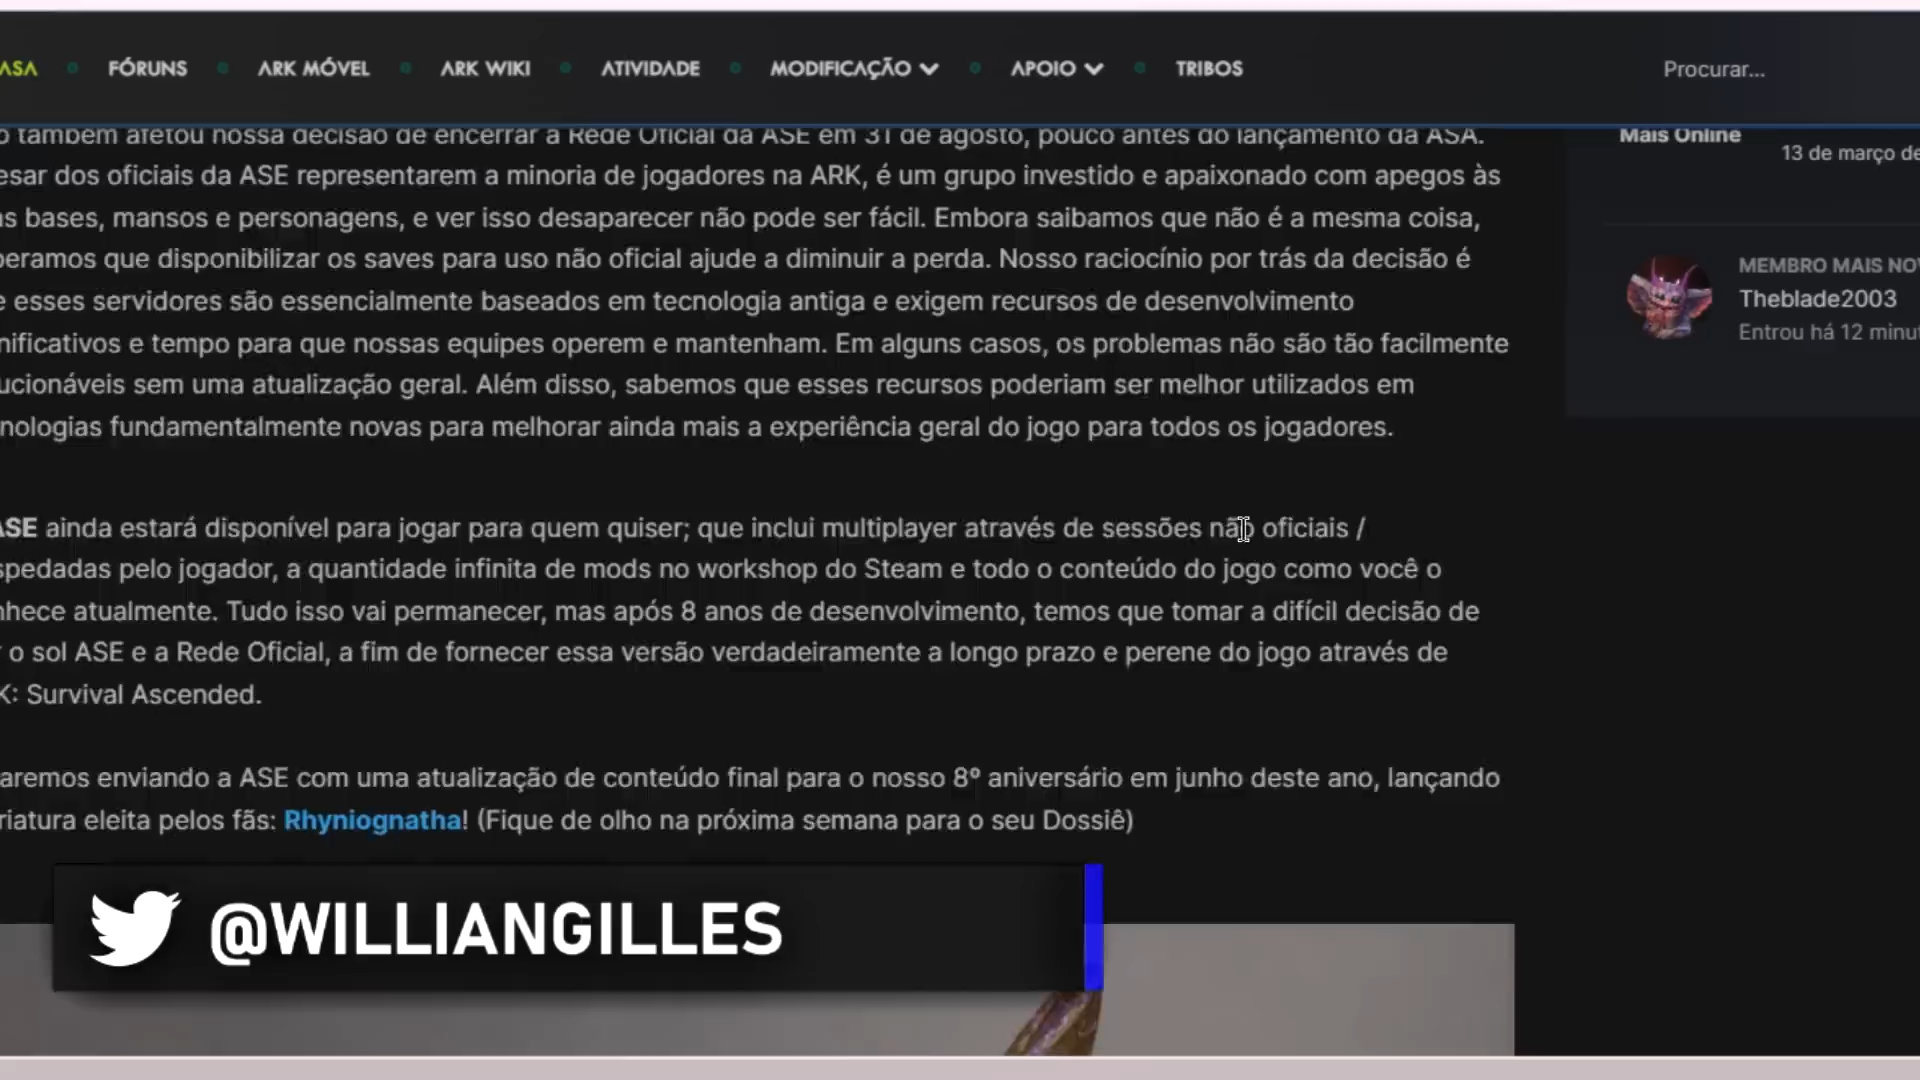 ASA
FÓRUNS
ARK MÓVEL
ARK WIKI
ATIVIDADE
MODIFICAÇÃO
APOIO
TRIBOS
Procurar...
o também afetou nossa decisão de encerrar a Rede Oficial da ASE em 31 de agosto, pouco antes do lançamento da ASA.
esar dos oficiais da ASE representarem a minoria de jogadores na ARK, é um grupo investido e apaixonado com apegos às
as bases, mansos e personagens, e ver isso desaparecer não pode ser fácil. Embora saibamos que não é a mesma coisa,
peramos que disponibilizar os saves para uso não oficial ajude a diminuir a perda. Nosso raciocínio por trás da decisão é
e esses servidores são essencialmente baseados em tecnologia antiga e exigem recursos de desenvolvimento
nificativos e tempo para que nossas equipes operem e mantenham. Em alguns casos, os problemas não são tão facilmente
ucionáveis sem uma atualização geral. Além disso, sabemos que esses recursos poderiam ser melhor utilizados em
nologias fundamentalmente novas para melhorar ainda mais a experiência geral do jogo para todos os jogadores.
ASE ainda estará disponível para jogar para quem quiser; que inclui multiplayer através de sessões não oficiais /
spedadas pelo jogador, a quantidade infinita de mods no workshop do Steam e todo o conteúdo do jogo como você o
nhece atualmente. Tudo isso vai permanecer, mas após 8 anos de desenvolvimento, temos que tomar a difícil decisão de
r o sol ASE e a Rede Oficial, a fim de fornecer essa versão verdadeiramente a longo prazo e perene do jogo através de
K: Survival Ascended.
aremos enviando a ASE com uma atualização de conteúdo final para o nosso 8º aniversário em junho deste ano, lançando
riatura eleita pelos fãs: Rhyniognatha! (Fique de olho na próxima semana para o seu Dossiê)
Mais Online
13 de março de
MEMBRO MAIS NOV
Theblade2003
Entrou há 12 minut
@WILLIANGILLES